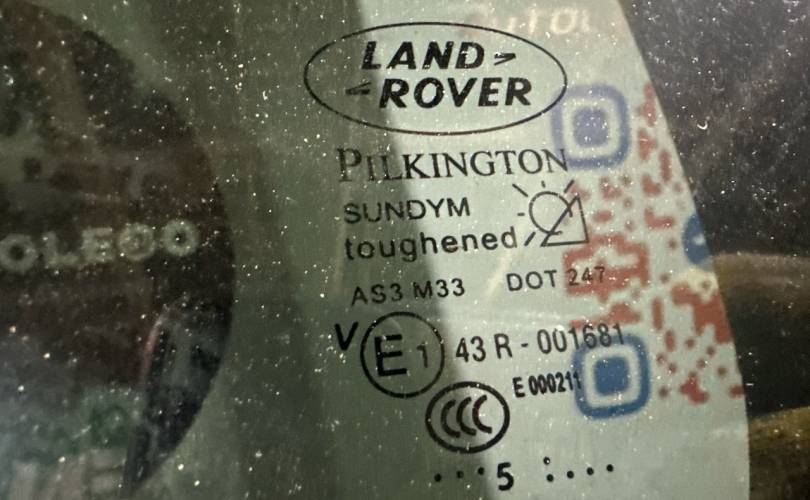 LAND
ROVER
PILKINGTON
SUNDYM
toughened
AS3 M33 DOT 247
V E1 43 R - 001681
E 000211
CCC
. . . 5 : . . . .